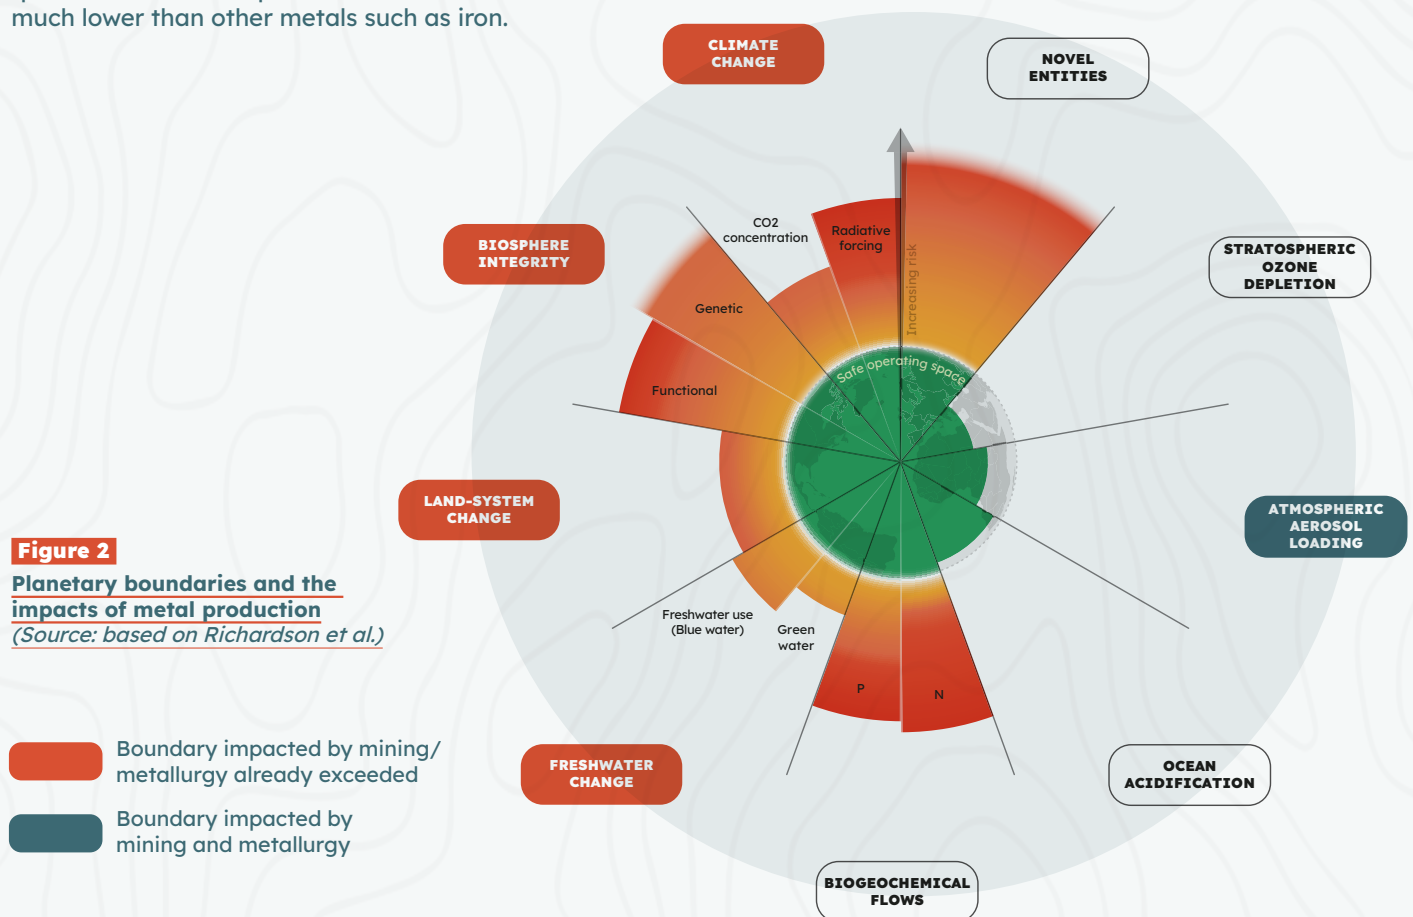 much lower than other metals such as iron.
CLIMATE
CHANGE
NOVEL
ENTITIES
BIOSPHERE
INTEGRITY
CO2
concentration
Radiative
forcing
Increasing risk
STRATOSPHERIC
OZONE
DEPLETION
Genetic
Functional
Safe operating space
LAND-SYSTEM
CHANGE
ATMOSPHERIC
AEROSOL
LOADING
Figure 2
Planetary boundaries and the
impacts of metal production
(Source: based on Richardson et al.)
Freshwater use
(Blue water)
Green
water
P
N
Boundary impacted by mining/
metallurgy already exceeded
Boundary impacted by
mining and metallurgy
FRESHWATER
CHANGE
OCEAN
ACIDIFICATION
BIOGEOCHEMICAL
FLOWS